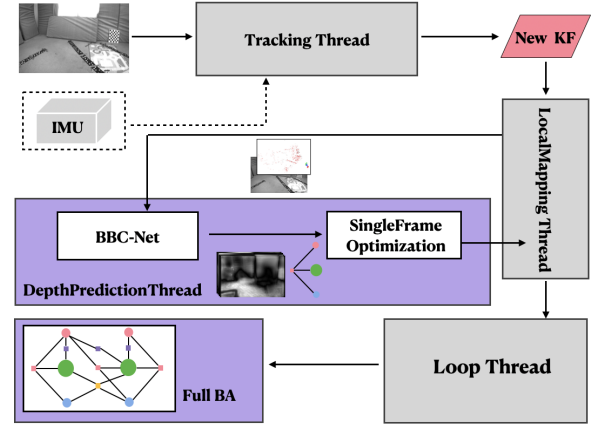 Tracking Thread
New KF
IMU
LocalMapping Thread
BBC-Net
SingleFrame
Optimization
DepthPredictionThread
Full BA
Loop Thread